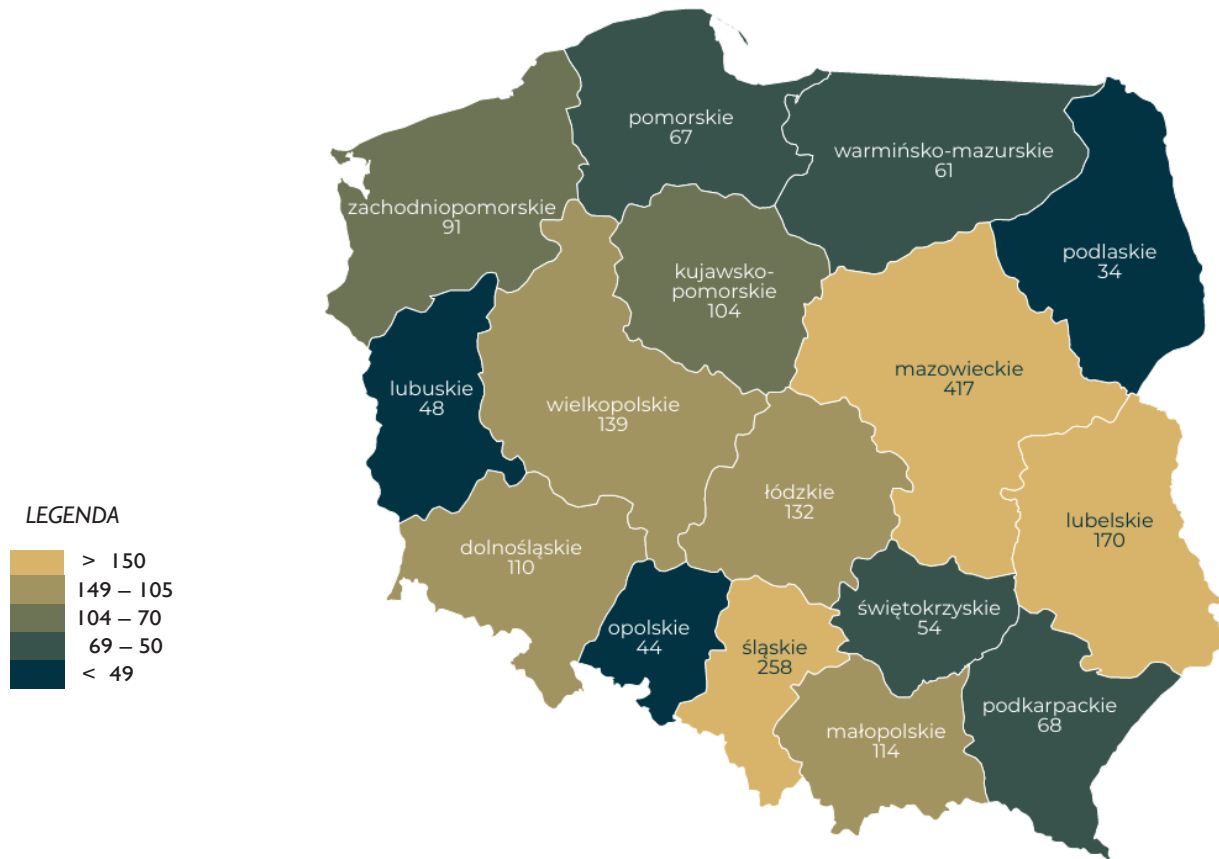 pomorskie
67
warmińsko-mazurskie
61
zachodniopomorskie
91
podlaskie
34
kujawsko-
pomorskie
104
mazowieckie
417
lubuskie
48
wielkopolskie
139
łódzkie
132
lubelskie
170
dolnośląskie
110
świętokrzyskie
54
opolskie
44
śląskie
258
podkarpackie
68
małopolskie
114
LEGENDA
> 150
149 – 105
104 – 70
69 – 50
< 49